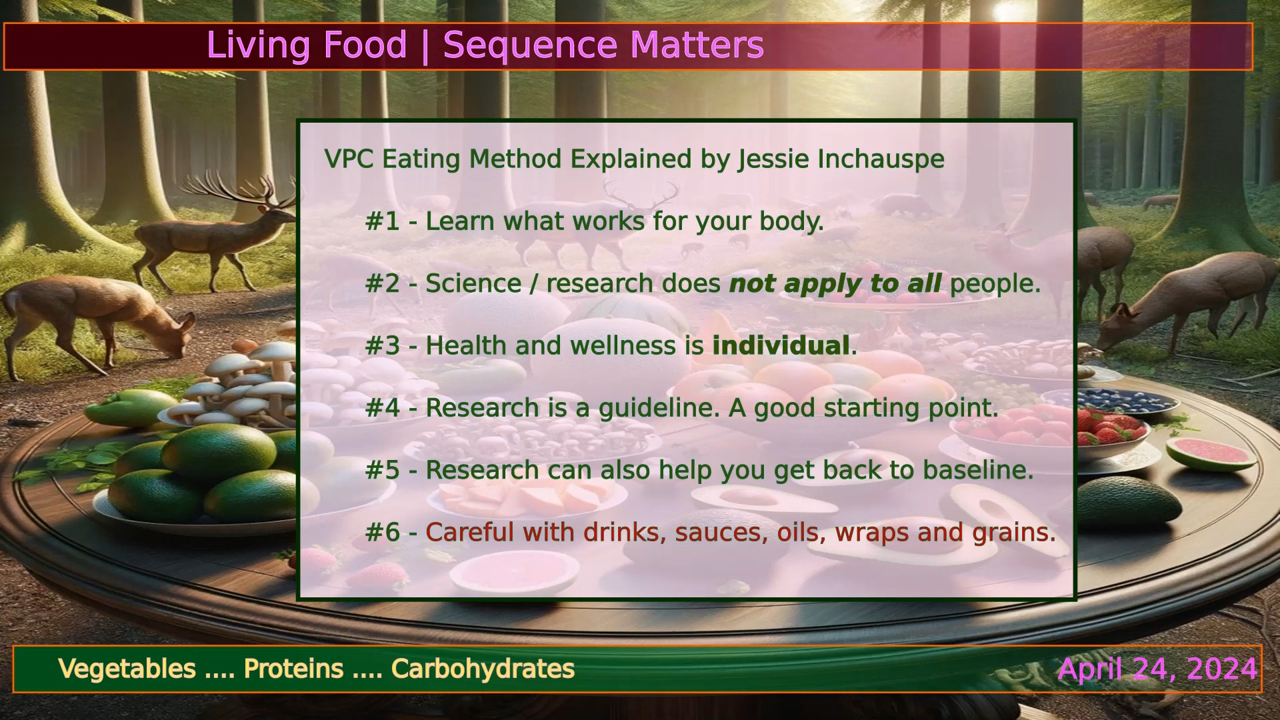 Living Food | Sequence Matters
VPC Eating Method Explained by Jessie Inchauspe
#1 - Learn what works for your body.
#2 - Science / research does not apply to all people.
#3 - Health and wellness is individual.
#4 - Research is a guideline. A good starting point.
#5 - Research can also help you get back to baseline.
#6 - Careful with drinks, sauces, oils, wraps and grains.
Vegetables .... Proteins .... Carbohydrates
April 24, 2024